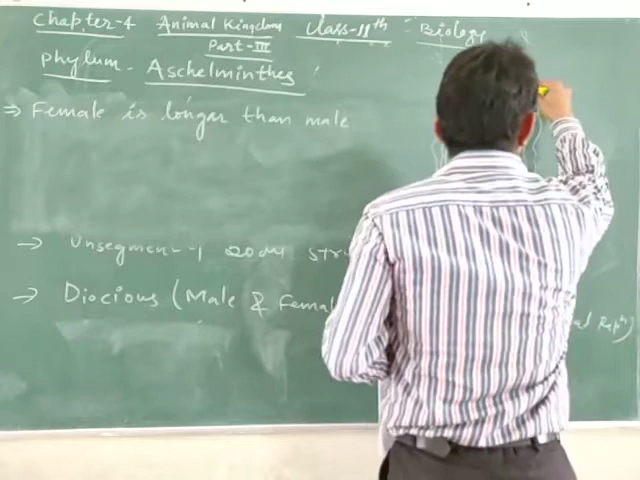 Chapter-4 Animal Kingdom Class-11th - Biology
Part-III
Phylum- Aschelminthes
⇒ Female is longer than male
→ Unsegmen
→ Diocious (Male & Femal